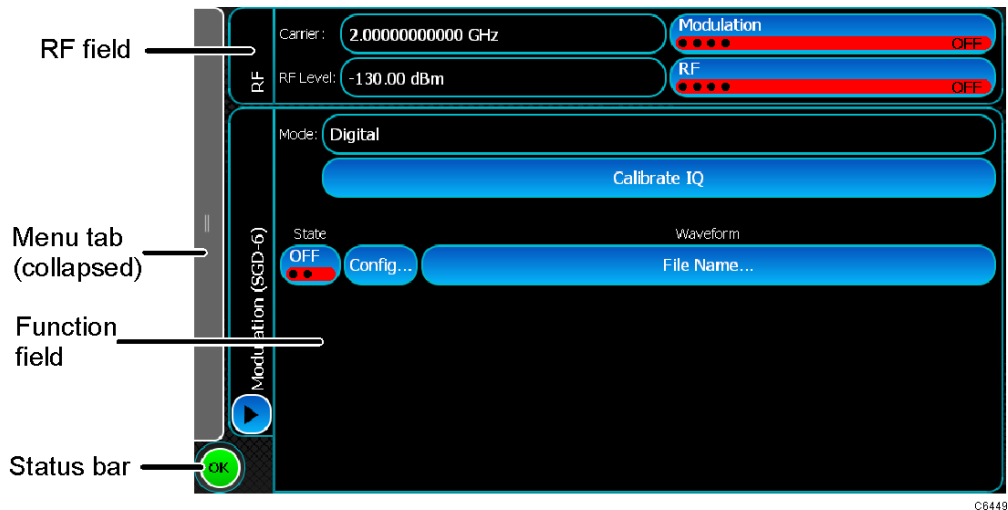 RF field
RF
Carrier: 2.00000000000 GHz
Modulation
OFF
RF Level: -130.00 dBm
RF
OFF
Modulation (SGD-6)
Mode: Digital
Calibrate IQ
State
Waveform
OFF
Config...
File Name...
Menu tab
(collapsed)
Function
field
Status bar
OK
C6449